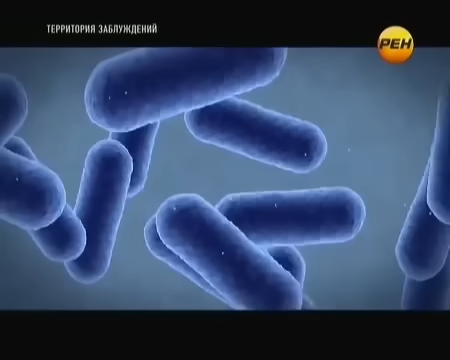 ТЕРРИТОРИЯ ЗАБЛУЖДЕНИЙ
РЕН